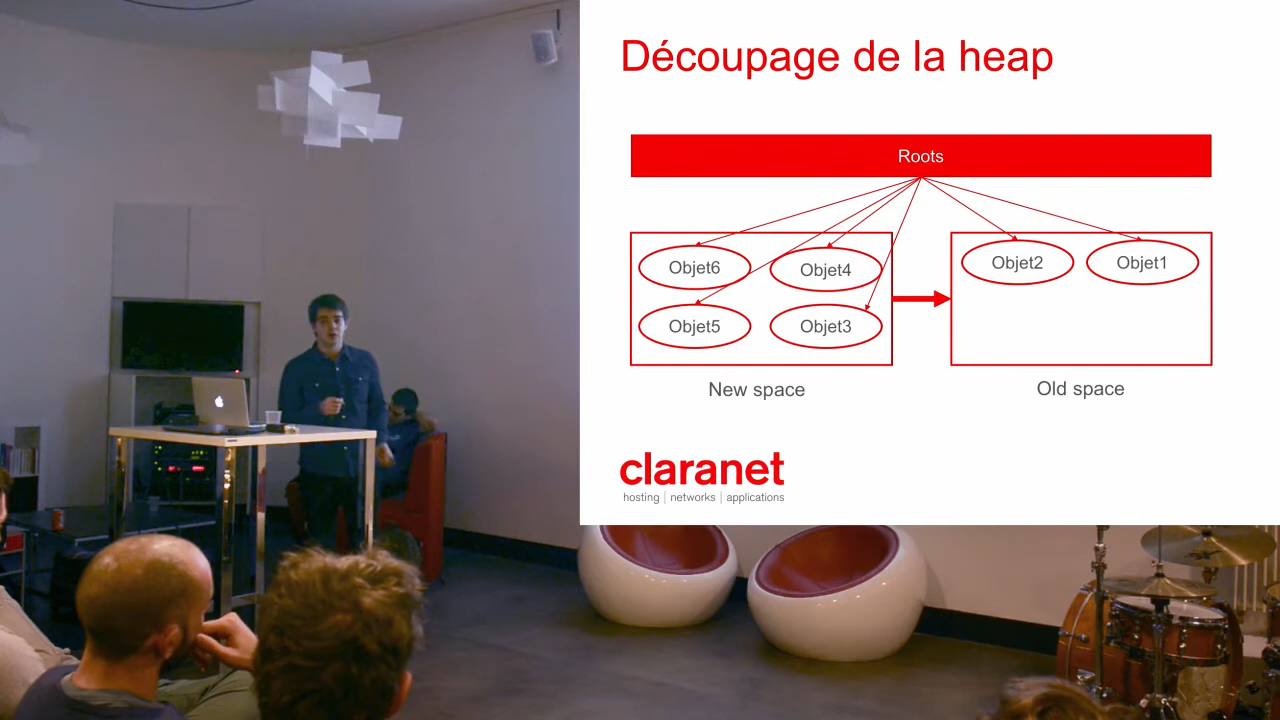 Découpage de la heap
Roots
Objet6
Objet4
Objet2
Objet1
Objet5
Objet3
New space
Old space
claranet
hosting | networks | applications